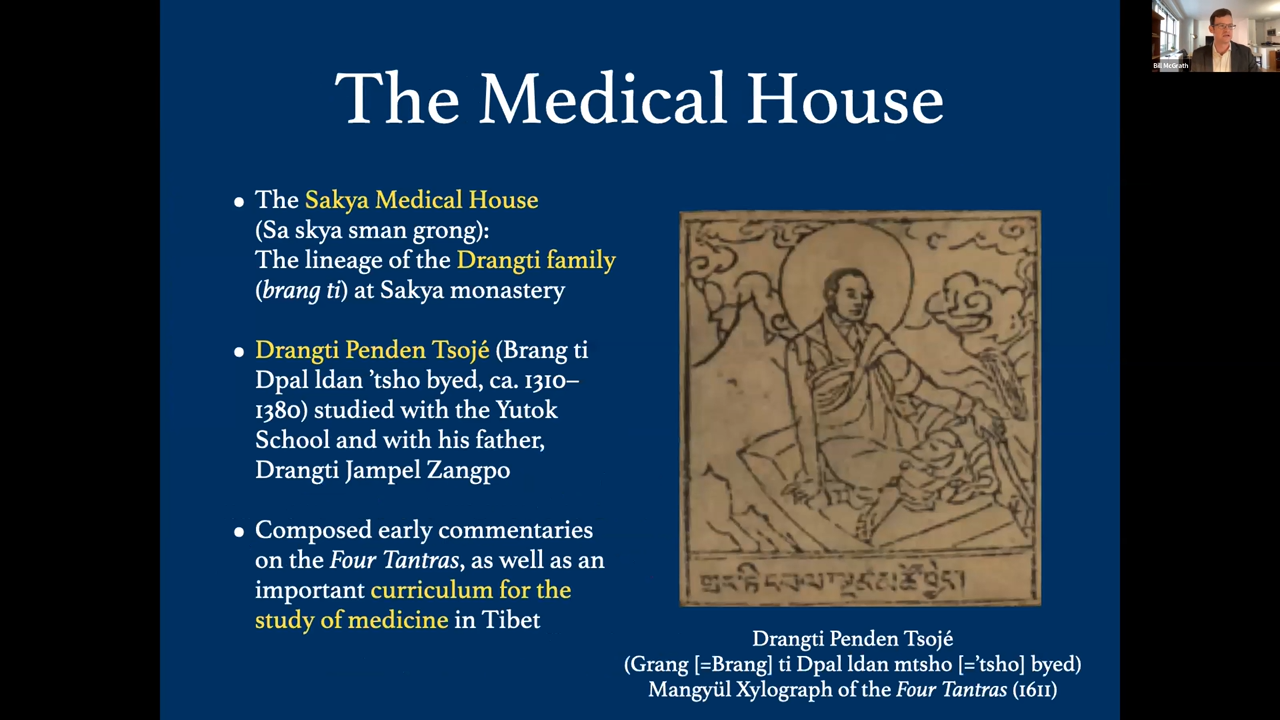 The Medical House
• The Sakya Medical House
(Sa skya sman grong):
The lineage of the Drangti family
(brang ti) at Sakya monastery
• Drangti Penden Tsojé (Brang ti
Dpal ldan ’tsho byed, ca. 1310–
1380) studied with the Yutok
School and with his father,
Drangti Jampel Zangpo
• Composed early commentaries
on the Four Tantras, as well as an
important curriculum for the
study of medicine in Tibet
Drangti Penden Tsojé
(Grang [=Brang] ti Dpal ldan mtsho [=’tsho] byed)
Mangyül Xylograph of the Four Tantras (1611)
Bill McGrath